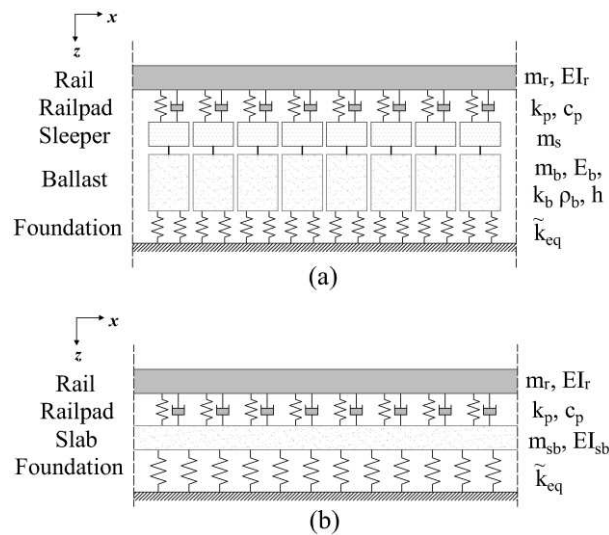 x
z
Rail
m_r, EI_r
Railpad
k_p, c_p
Sleeper
m_s
Ballast
m_b, E_b,
k_b ρ_b, h
Foundation
k̃_eq
(a)
x
z
Rail
m_r, EI_r
Railpad
k_p, c_p
Slab
m_sb, EI_sb
Foundation
k̃_eq
(b)